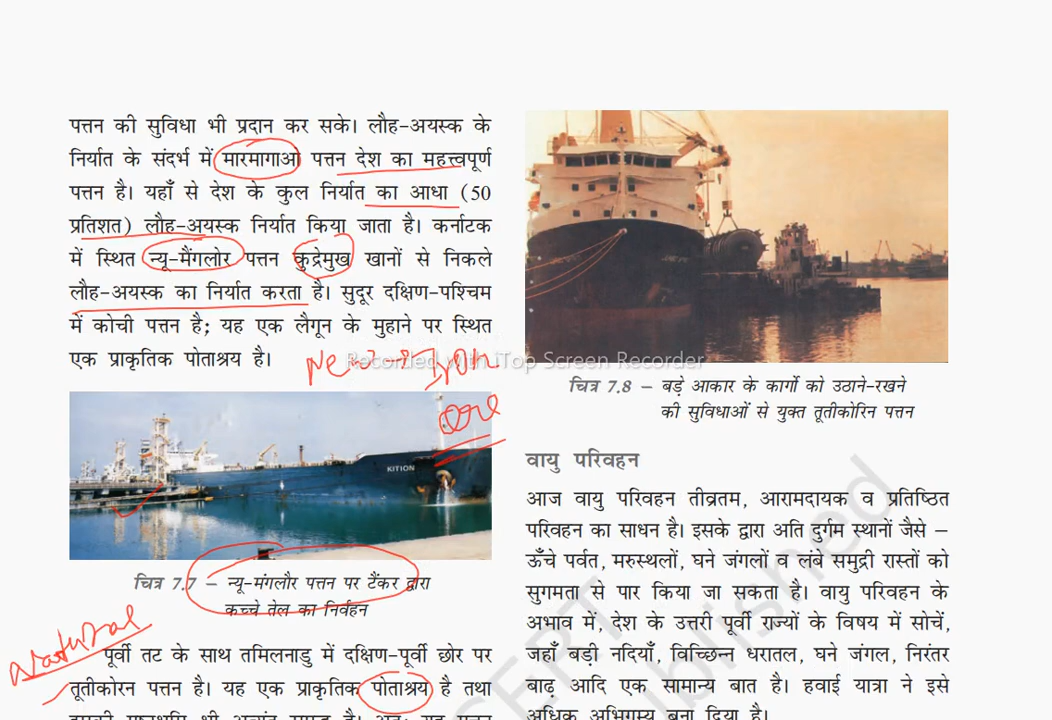 पत्तन की सुविधा भी प्रदान कर सके। लौह-अयस्क के
निर्यात के संदर्भ में मारमागाओ पत्तन देश का महत्त्वपूर्ण
पत्तन है। यहाँ से देश के कुल निर्यात का आधा (50
प्रतिशत) लौह-अयस्क निर्यात किया जाता है। कर्नाटक
में स्थित न्यू-मैंगलोर पत्तन कुद्रेमुख खानों से निकले
लौह-अयस्क का निर्यात करता है। सुदूर दक्षिण-पश्चिम
में कोची पत्तन है; यह एक लैगून के मुहाने पर स्थित
एक प्राकृतिक पोताश्रय है।
Iron
Ore
Recorded with iTop Screen Recorder
KITION
चित्र 7.7 – न्यू-मंगलौर पत्तन पर टैंकर द्वारा
कच्चे तेल का निर्वहन
Natural
पूर्वी तट के साथ तमिलनाडु में दक्षिण-पूर्वी छोर पर
तूतीकोरन पत्तन है। यह एक प्राकृतिक पोताश्रय है तथा
चित्र 7.8 – बड़े आकार के कार्गो को उठाने-रखने
की सुविधाओं से युक्त तूतीकोरिन पत्तन
वायु परिवहन
आज वायु परिवहन तीव्रतम, आरामदायक व प्रतिष्ठित
परिवहन का साधन है। इसके द्वारा अति दुर्गम स्थानों जैसे –
ऊँचे पर्वत, मरुस्थलों, घने जंगलों व लंबे समुद्री रास्तों को
सुगमता से पार किया जा सकता है। वायु परिवहन के
अभाव में, देश के उत्तरी पूर्वी राज्यों के विषय में सोचें,
जहाँ बड़ी नदियाँ, विच्छिन्न धरातल, घने जंगल, निरंतर
बाढ़ आदि एक सामान्य बात है। हवाई यात्रा ने इसे
अधिक अभिगम्य बना दिया है।